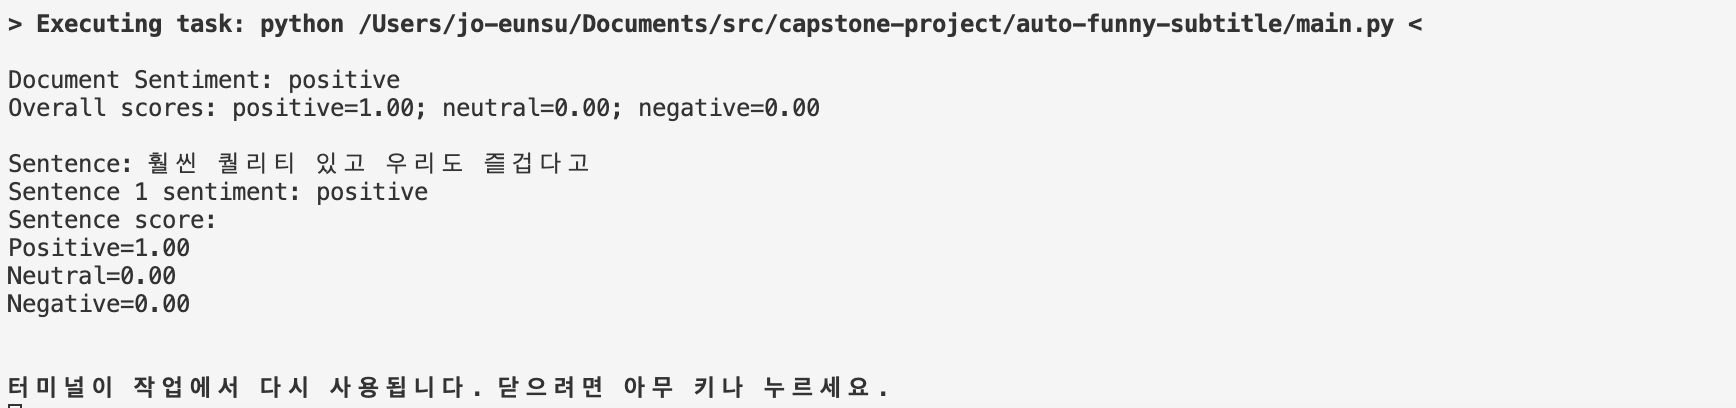 > Executing task: python /Users/jo-eunsu/Documents/src/capstone-project/auto-funny-subtitle/main.py <
Document Sentiment: positive
Overall scores: positive=1.00; neutral=0.00; negative=0.00
Sentence: 훨씬 퀄리티 있고 우리도 즐겁다고
Sentence 1 sentiment: positive
Sentence score:
Positive=1.00
Neutral=0.00
Negative=0.00
터미널이 작업에서 다시 사용됩니다. 닫으려면 아무 키나 누르세요.